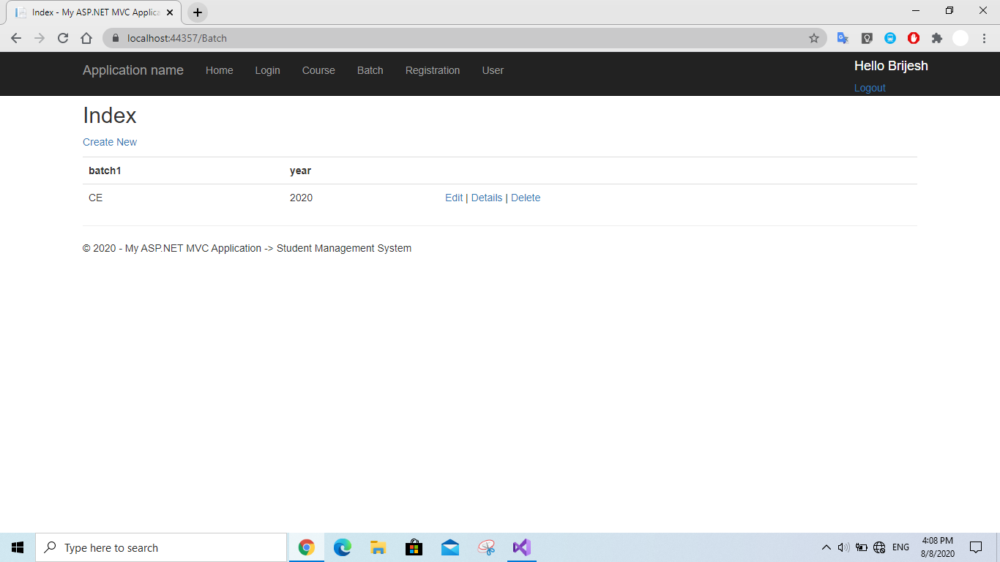 Index - My ASP.NET MVC Applica
localhost:44357/Batch
Application name Home Login Course Batch Registration User
Hello Brijesh
Logout
Index
Create New
batch1 year
CE 2020 Edit | Details | Delete
© 2020 - My ASP.NET MVC Application -> Student Management System
Type here to search
ENG
4:08 PM
8/8/2020